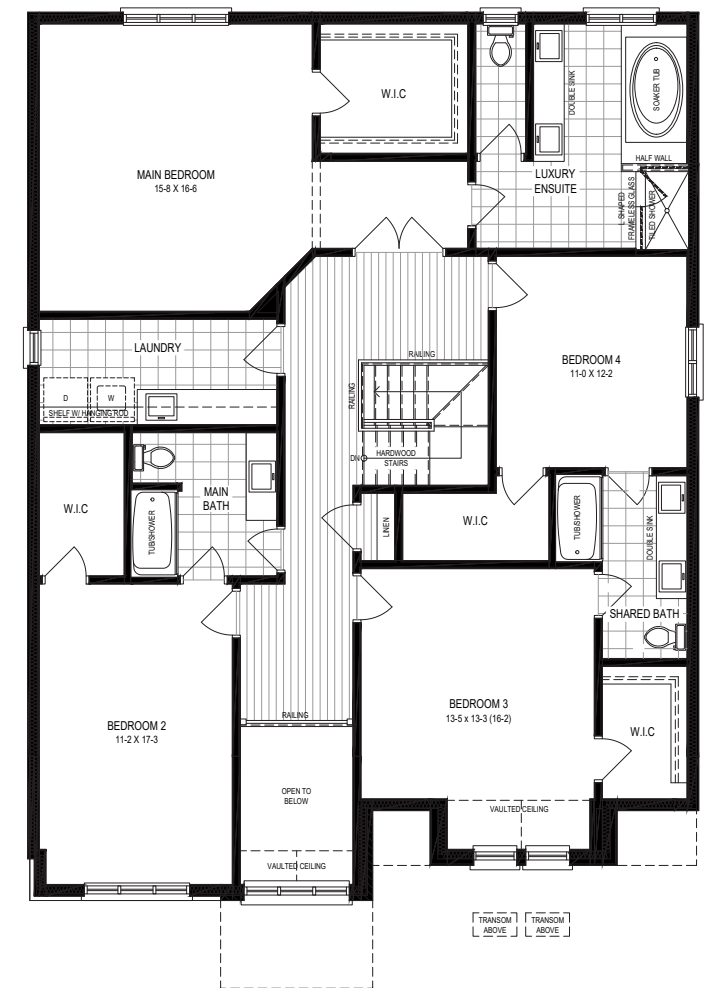 W.I.C
DOUBLE SINK
SOAKER TUB
MAIN BEDROOM
15-8 X 16-6
HALF WALL
LUXURY
ENSUITE
L-SHAPED
FRAMELESS GLASS
TILED SHOWER
LAUNDRY
RAILING
BEDROOM 4
11-0 X 12-2
D
W
SHELF W/ HANGING ROD
RAILING
HARDWOOD
STAIRS
DN
MAIN
BATH
W.I.C
TUB/SHOWER
LINEN
W.I.C
TUB/SHOWER
DOUBLE SINK
SHARED BATH
BEDROOM 2
11-2 X 17-3
RAILING
BEDROOM 3
13-5 x 13-3 (16-2)
W.I.C
OPEN TO
BELOW
VAULTED CEILING
VAULTED CEILING
TRANSOM
ABOVE
TRANSOM
ABOVE